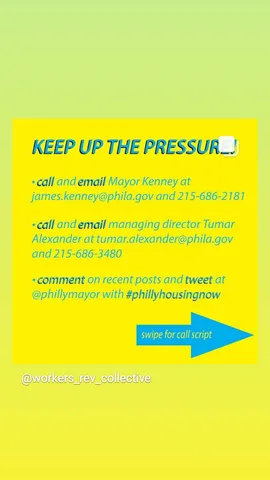 KEEP UP THE PRESSURE!
• call and email Mayor Kenney at
james.kenney@phila.gov and 215-686-2181
• call and email managing director Tumar
Alexander at tumar.alexander@phila.gov
and 215-686-3480
• comment on recent posts and tweet at
@phillymayor with #phillyhousingnow
swipe for call script
@workers_rev_collective